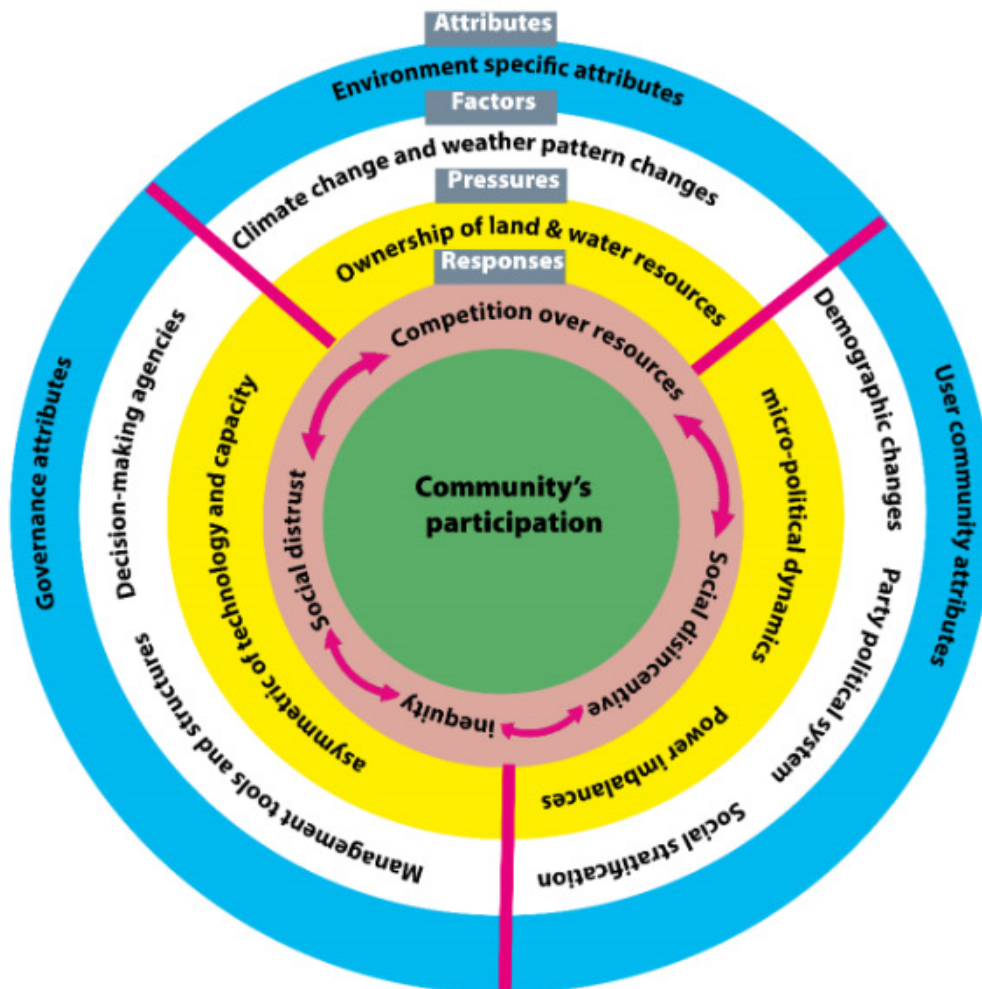 Attributes
Environment specific attributes
Factors
Climate change and weather pattern changes
Pressures
Ownership of land & water resources
Responses
Competition over resources
Governance attributes
Decision-making agencies
Management tools and structures
asymmetric of technology and capacity
Social distrust
inequity
Community's
participation
Social disincentive
micro-political dynamics
Power imbalances
Demographic changes
Party political system
Social stratification
User community attributes